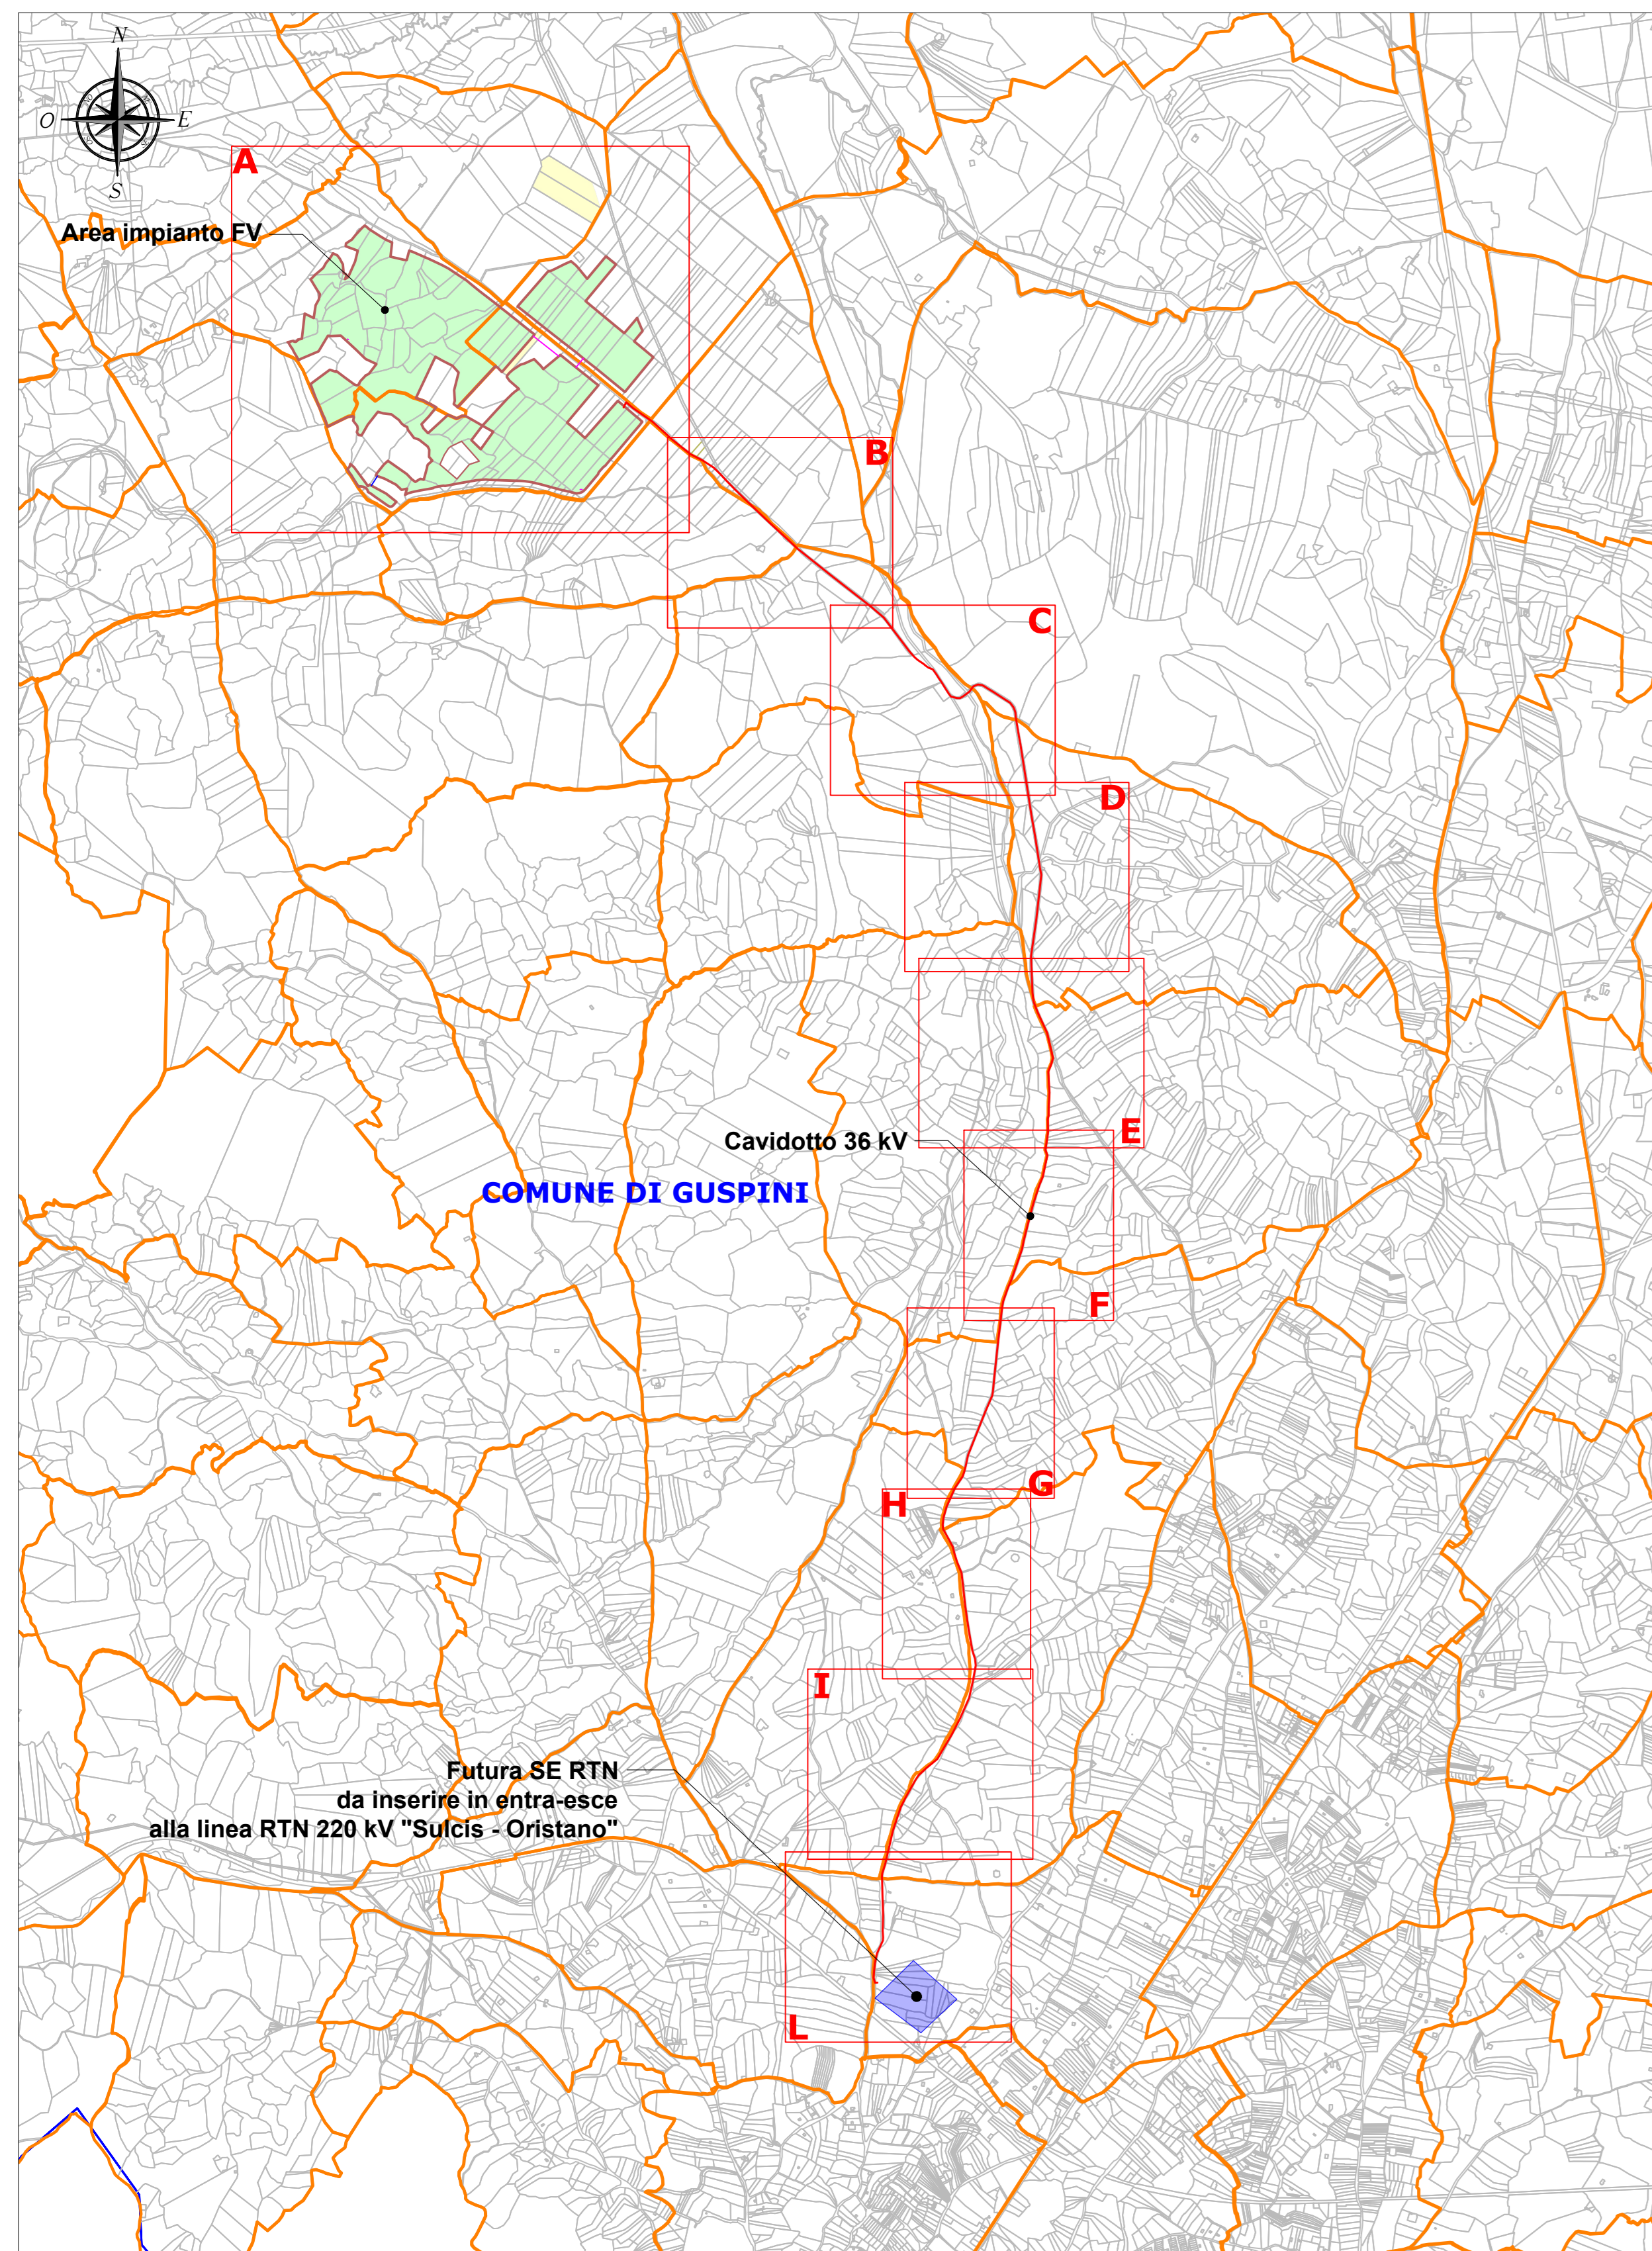 N
O
E
S
A
Area impianto FV
B
C
D
E
Cavidotto 36 kV
COMUNE DI GUSPINI
F
G
H
I
Futura SE RTN
da inserire in entra-esce
alla linea RTN 220 kV "Sulcis - Oristano"
L